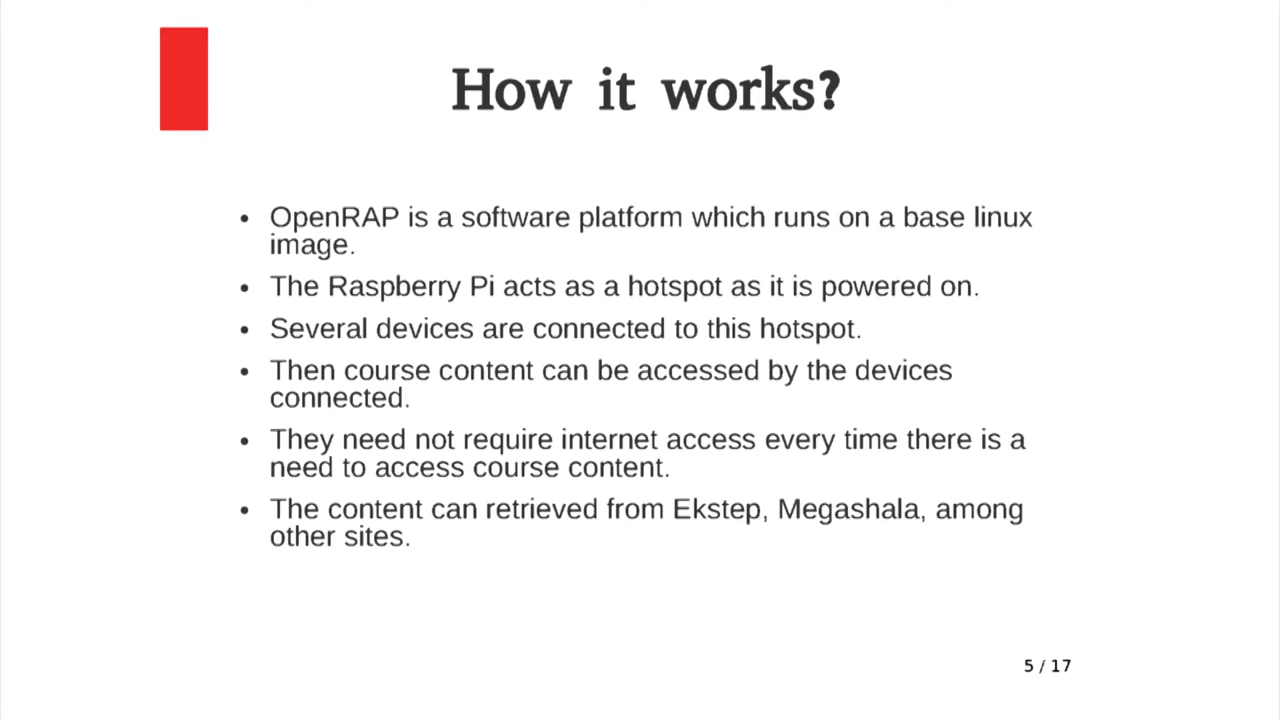 How it works?
• OpenRAP is a software platform which runs on a base linux
image.
• The Raspberry Pi acts as a hotspot as it is powered on.
• Several devices are connected to this hotspot.
• Then course content can be accessed by the devices
connected.
• They need not require internet access every time there is a
need to access course content.
• The content can retrieved from Ekstep, Megashala, among
other sites.
5 / 17